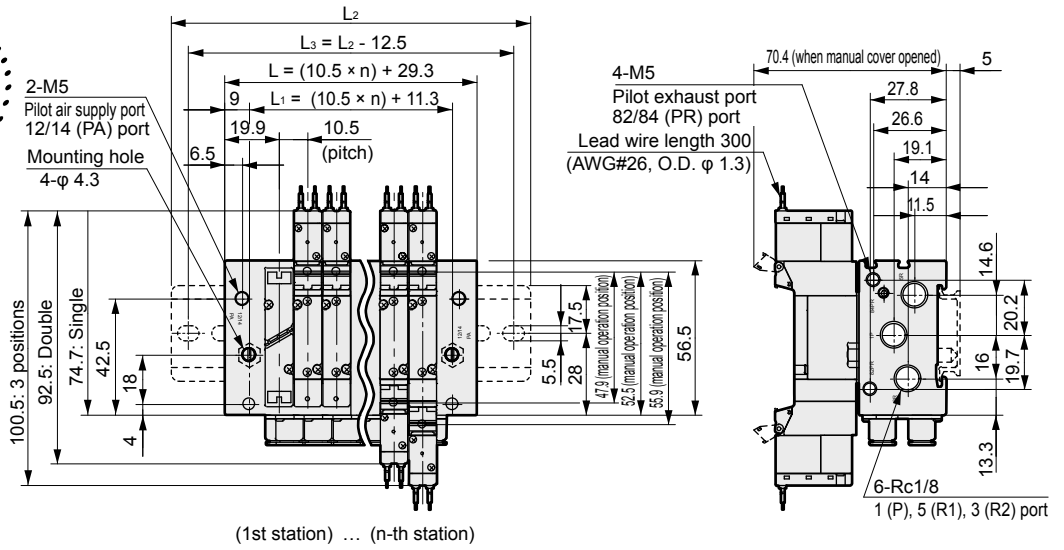 L2
L3 = L2 - 12.5
L = (10.5 × n) + 29.3
L1 = (10.5 × n) + 11.3
9
19.9
10.5
(pitch)
6.5
2-M5
Pilot air supply port
12/14 (PA) port
Mounting hole
4-φ 4.3
100.5: 3 positions
92.5: Double
74.7: Single
42.5
18
4
12/14
PA
12/14
PA
17.5
5.5
28
47.9 (manual operation position)
52.5 (manual operation position)
55.9 (manual operation position)
56.5
(1st station) … (n-th station)
70.4 (when manual cover opened)
5
4-M5
Pilot exhaust port
82/84 (PR) port
Lead wire length 300
(AWG#26, O.D. φ 1.3)
27.8
26.6
19.1
14
11.5
14.6
20.2
16
19.7
13.3
6-Rc1/8
1 (P), 5 (R1), 3 (R2) port